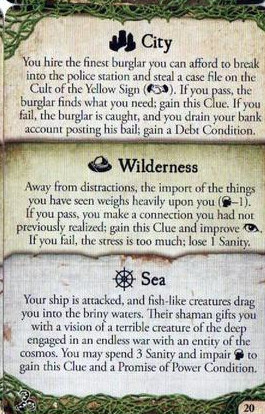 City
You hire the finest burglar you can afford to break
into the police station and steal a case file on the
Cult of the Yellow Sign ( ). If you pass, the
burglar finds what you need; gain this Clue. If you
fail, the burglar is caught, and you drain your bank
account posting his bail; gain a Debt Condition.
Wilderness
Away from distractions, the import of the things
you have seen weighs heavily upon you ( –1).
If you pass, you make a connection you had not
previously realized; gain this Clue and improve .
If you fail, the stress is too much; lose 1 Sanity.
Sea
Your ship is attacked, and fish-like creatures drag
you into the briny waters. Their shaman gifts you
with a vision of a terrible creature of the deep
engaged in an endless war with an entity of the
cosmos. You may spend 3 Sanity and impair to
gain this Clue and a Promise of Power Condition.
20